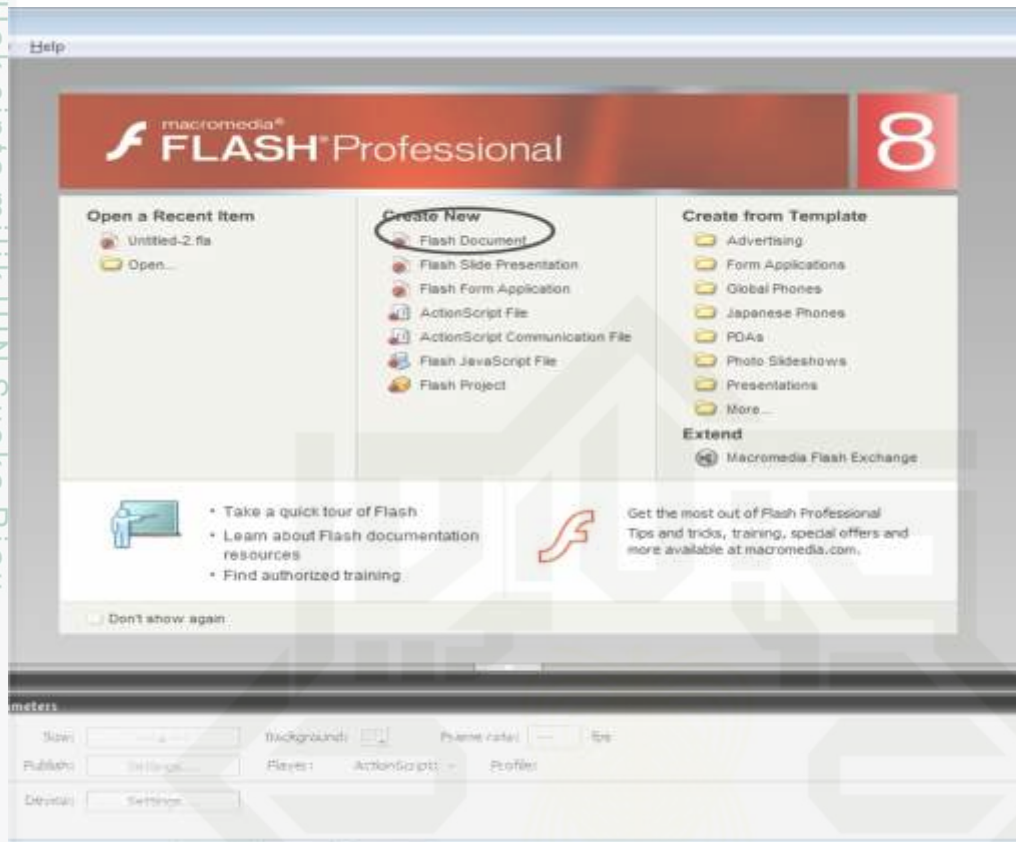 Help
macromedia®
FLASH® Professional 8
Open a Recent Item
Untitled-2.fla
Open...
Create New
Flash Document
Flash Slide Presentation
Flash Form Application
ActionScript File
ActionScript Communication File
Flash JavaScript File
Flash Project
Create from Template
Advertising
Form Applications
Global Phones
Japanese Phones
PDAs
Photo Slideshows
Presentations
More...
Extend
Macromedia Flash Exchange
• Take a quick tour of Flash
• Learn about Flash documentation
resources
• Find authorized training
Get the most out of Flash Professional
Tips and tricks, training, special offers and
more available at macromedia.com.
Don't show again
Size:
Background:
Frame rate:
fps
Publish:
Settings...
Player:
ActionScript:
Profile:
Device:
Settings...